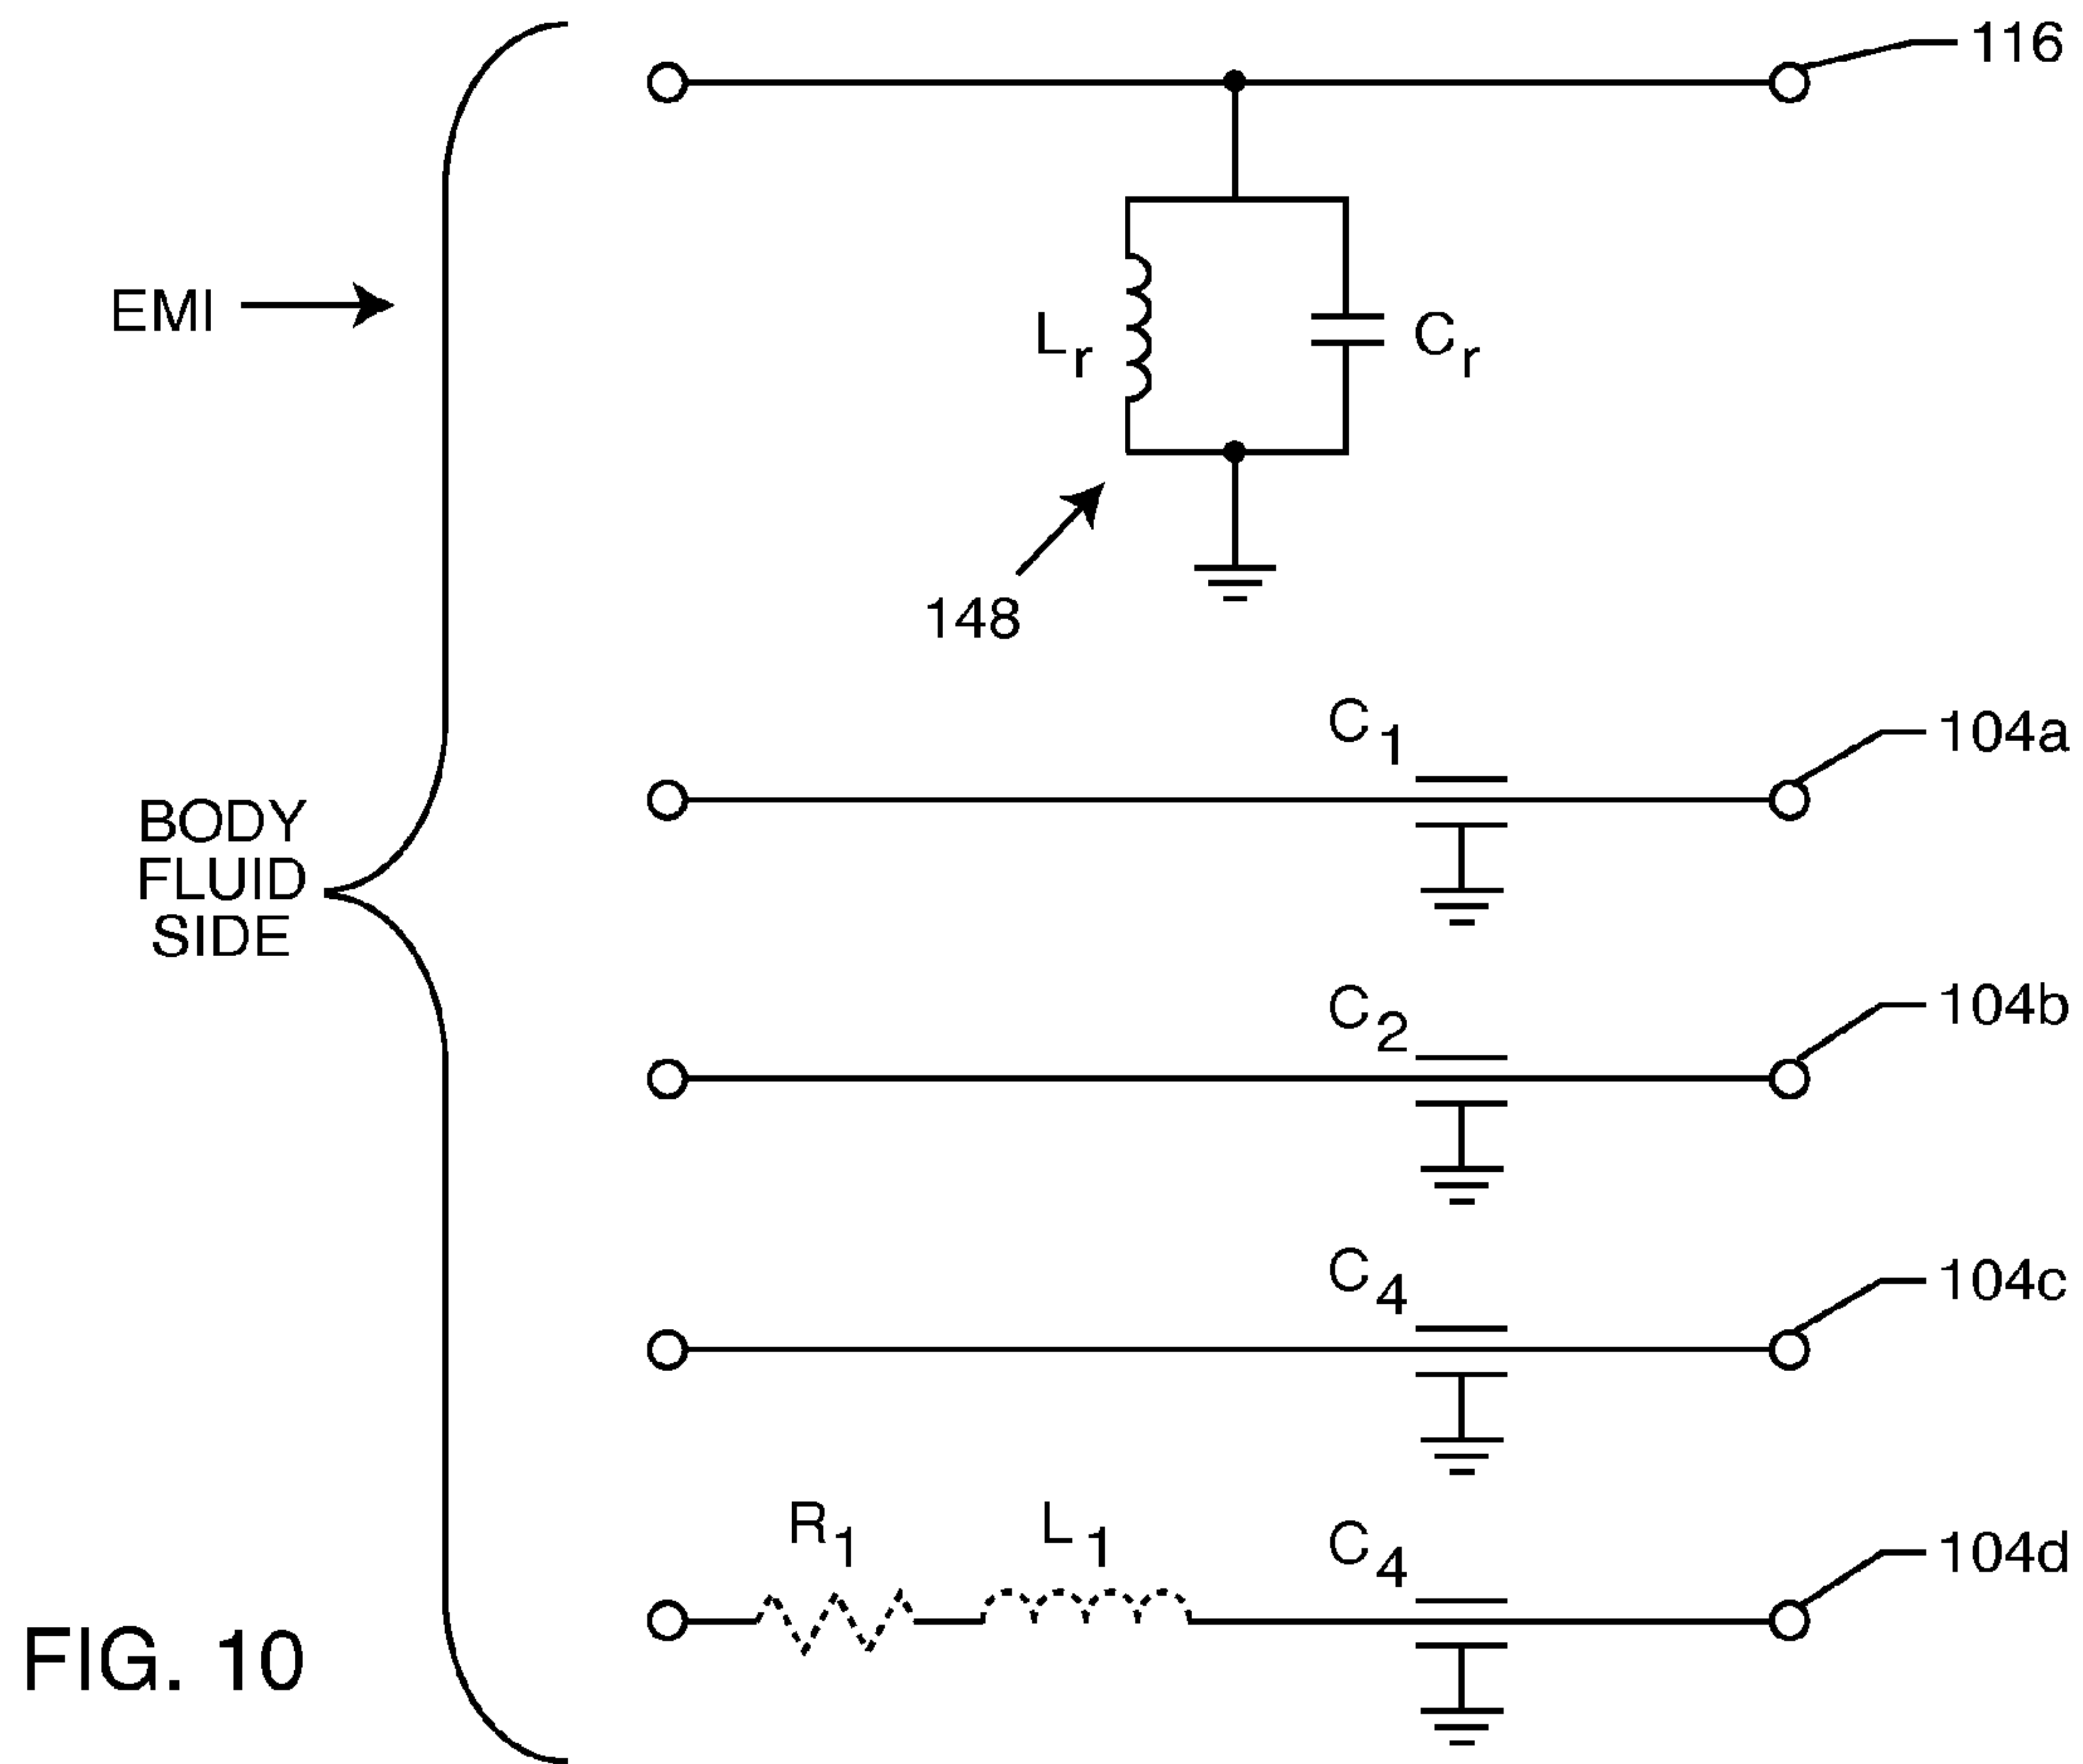 116
EMI
Lr
Cr
148
C1
104a
BODY
FLUID
SIDE
C2
104b
C4
104c
R1
L1
C4
104d
FIG. 10